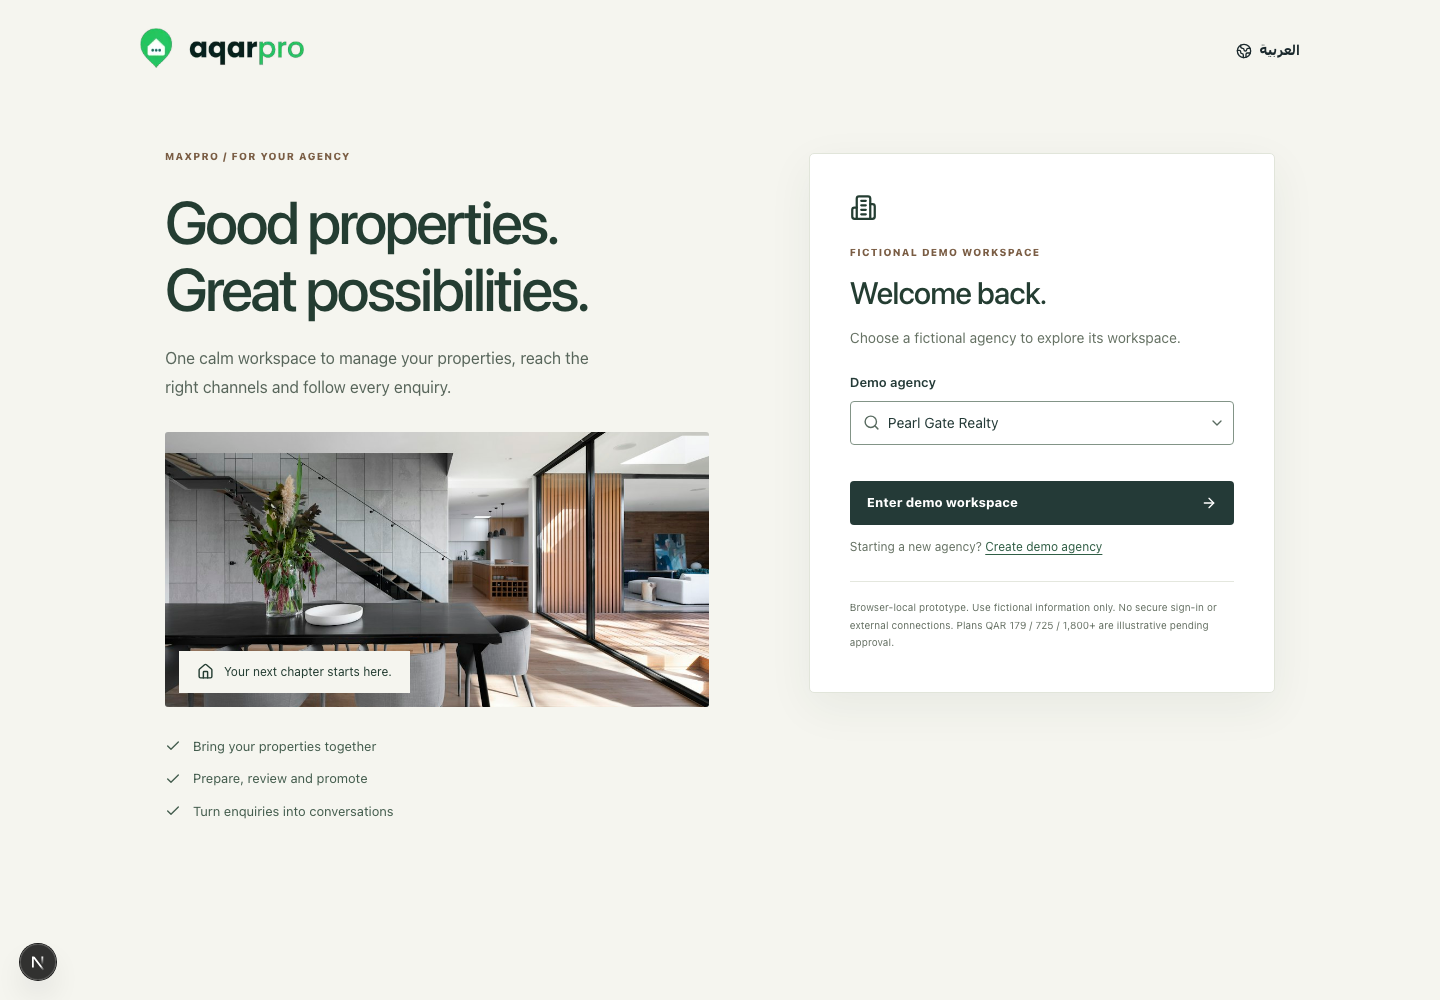 aqarpro
العربية
MAXPRO / FOR YOUR AGENCY
Good properties.
Great possibilities.
One calm workspace to manage your properties, reach the
right channels and follow every enquiry.
Your next chapter starts here.
Bring your properties together
Prepare, review and promote
Turn enquiries into conversations
FICTIONAL DEMO WORKSPACE
Welcome back.
Choose a fictional agency to explore its workspace.
Demo agency
Pearl Gate Realty
Enter demo workspace
Starting a new agency? Create demo agency
Browser-local prototype. Use fictional information only. No secure sign-in or
external connections. Plans QAR 179 / 725 / 1,800+ are illustrative pending
approval.
N